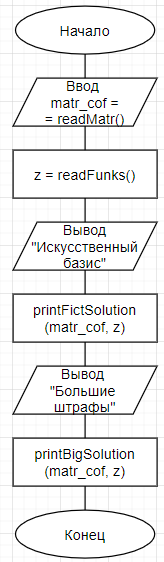 Начало
Ввод
matr_cof =
= readMatr()
z = readFunks()
Вывод
"Искусственный
базис"
printFictSolution
(matr_cof, z)
Вывод
"Большие
штрафы"
printBigSolution
(matr_cof, z)
Конец